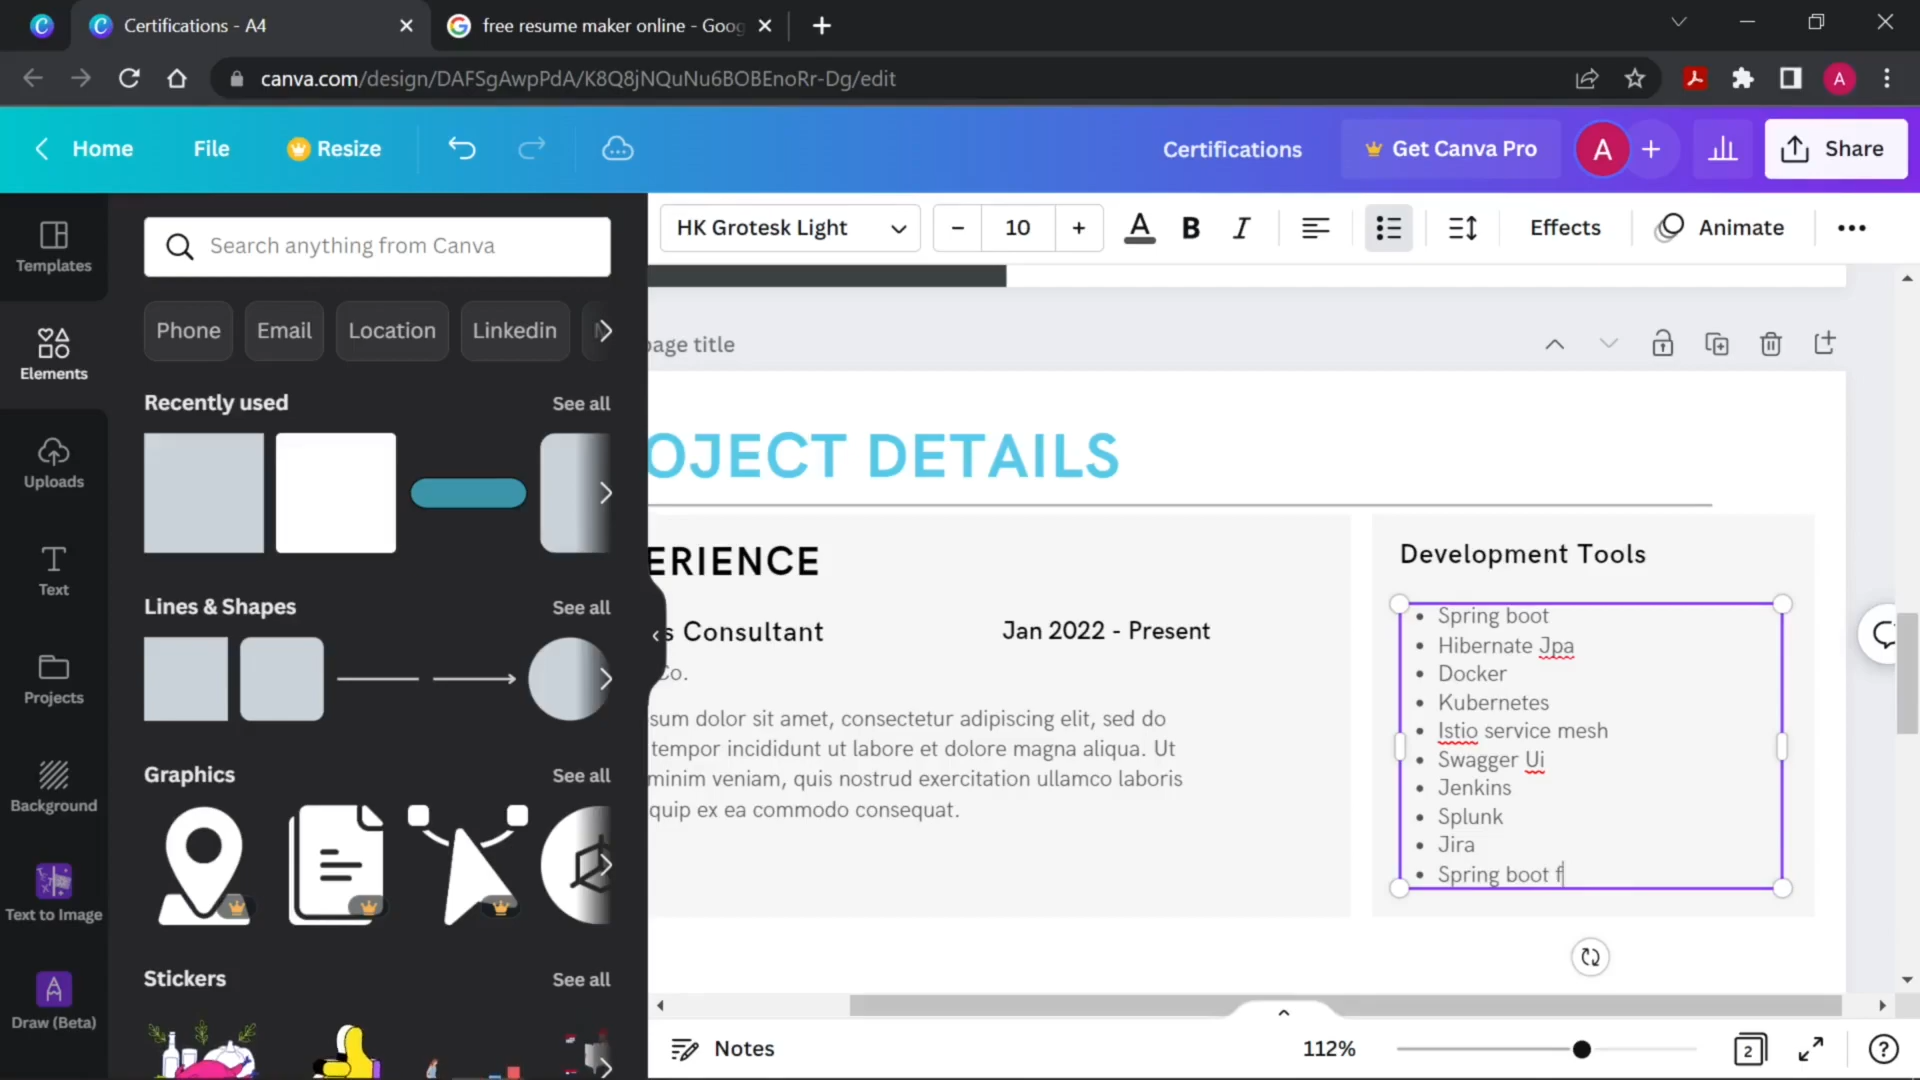 Certifications - A4
free resume maker online - Goog
canva.com/design/DAFSgAwpPdA/K8Q8jNQuNu6BOBEnoRr-Dg/edit
A
Home
File
Resize
Certifications
Get Canva Pro
A
Share
Templates
Elements
Uploads
Text
Projects
Background
Text to Image
Draw (Beta)
Search anything from Canva
Phone
Email
Location
Linkedin
Recently used
See all
Lines & Shapes
See all
Graphics
See all
Stickers
See all
HK Grotesk Light
10
A
B
I
Effects
Animate
page title
OJECT DETAILS
ERIENCE
s Consultant
Jan 2022 - Present
Co.
sum dolor sit amet, consectetur adipiscing elit, sed do
tempor incididunt ut labore et dolore magna aliqua. Ut
minim veniam, quis nostrud exercitation ullamco laboris
quip ex ea commodo consequat.
Development Tools
• Spring boot
• Hibernate Jpa
• Docker
• Kubernetes
• Istio service mesh
• Swagger Ui
• Jenkins
• Splunk
• Jira
• Spring boot f
Notes
112%
2